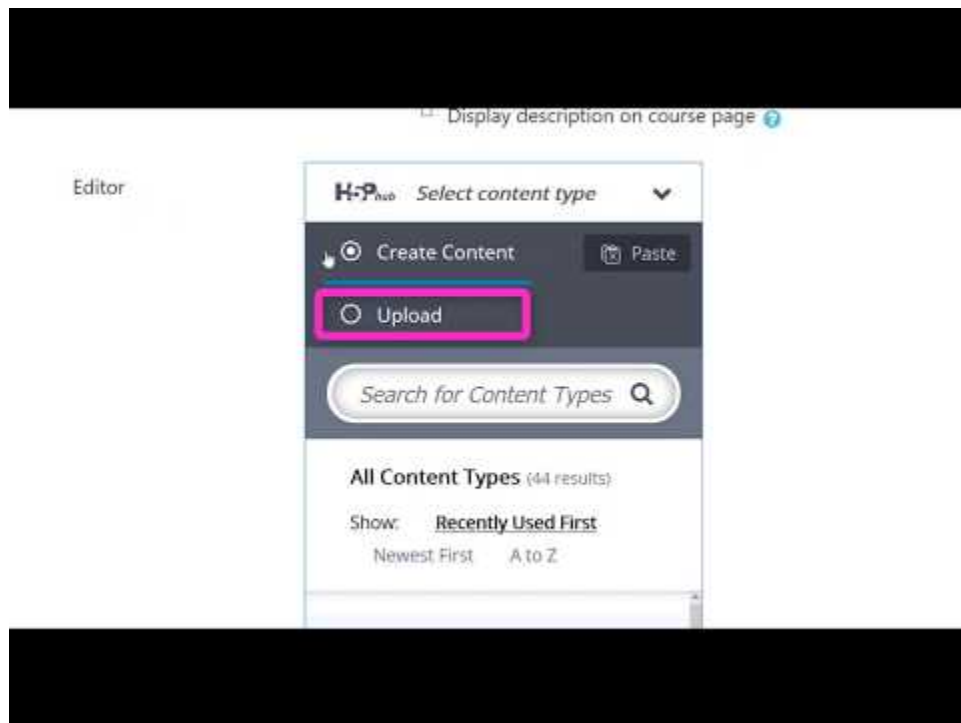 Display description on course page
Editor
H-P hub Select content type
Create Content Paste
Upload
Search for Content Types
All Content Types (44 results)
Show: Recently Used First
Newest First A to Z